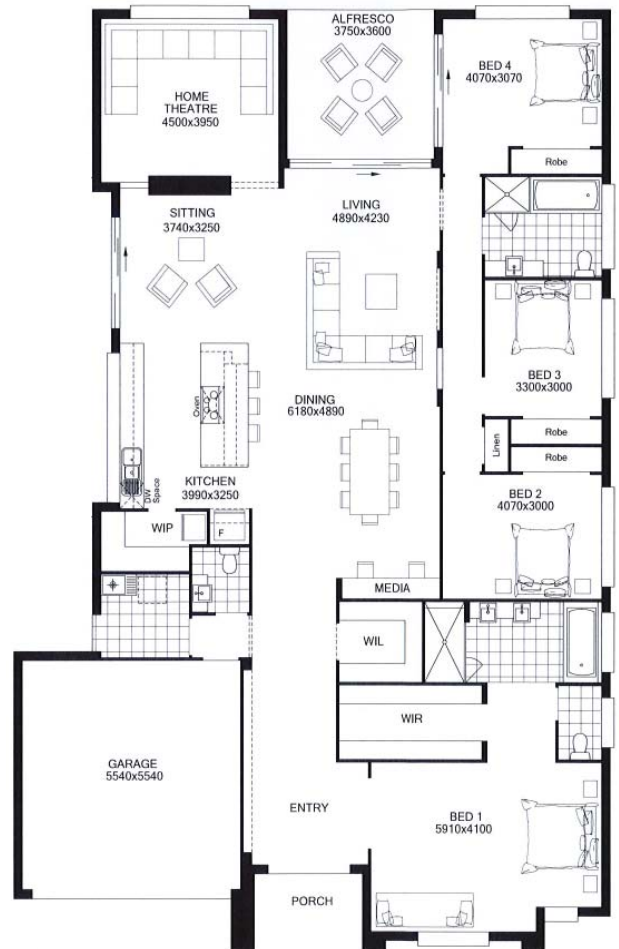 ALFRESCO
3750x3600
BED 4
4070x3070
HOME
THEATRE
4500x3950
Robe
SITTING
3740x3250
LIVING
4890x4230
BED 3
3300x3000
Oven
DINING
6180x4890
Linen
Robe
Robe
DW
Space
KITCHEN
3990x3250
BED 2
4070x3000
WIP
F
MEDIA
WIL
WIR
GARAGE
5540x5540
ENTRY
BED 1
5910x4100
PORCH